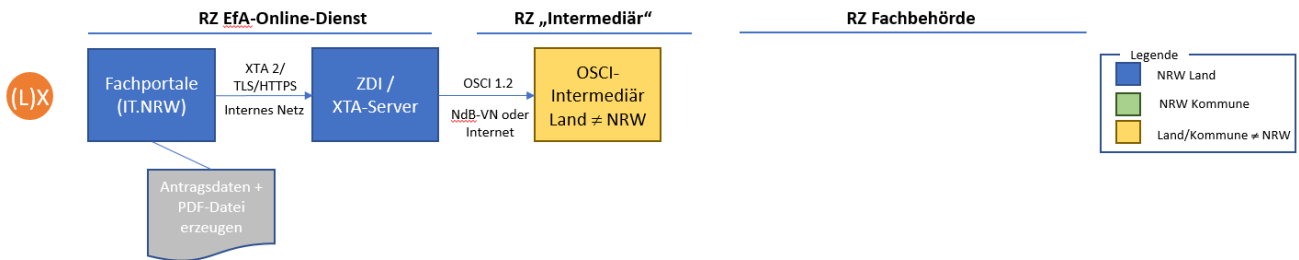 RZ EfA-Online-Dienst
RZ „Intermediär“
RZ Fachbehörde
(L)X
Fachportale
(IT.NRW)
XTA 2/
TLS/HTTPS
Internes Netz
ZDI /
XTA-Server
OSCI 1.2
NdB-VN oder
Internet
OSCI-
Intermediär
Land ≠ NRW
Antragsdaten +
PDF-Datei
erzeugen
Legende
NRW Land
NRW Kommune
Land/Kommune ≠ NRW